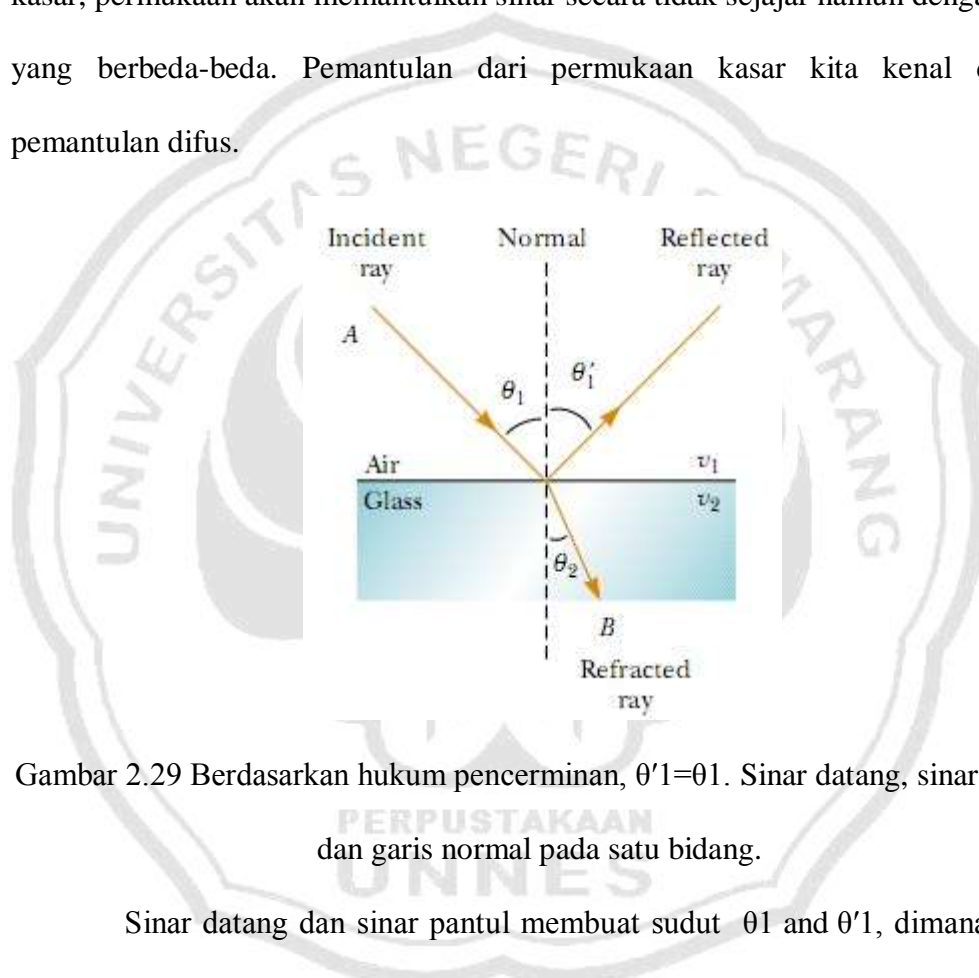 kasar, permukaan akan memantulkan sinar secara tidak sejajar namun
yang berbeda-beda. Pemantulan dari permukaan kasar kita kenal
pemantulan difus.
UNIVERSITAS NEGERI SEMARANG
Incident ray
Normal
Reflected ray
A
θ₁
θ′₁
Air
v₁
Glass
v₂
θ₂
B
Refracted
ray
Gambar 2.29 Berdasarkan hukum pencerminan, θ′1=θ1. Sinar datang, sinar
PERPUSTAKAAN
dan garis normal pada satu bidang.
UNNES
Sinar datang dan sinar pantul membuat sudut θ1 and θ′1, dimana